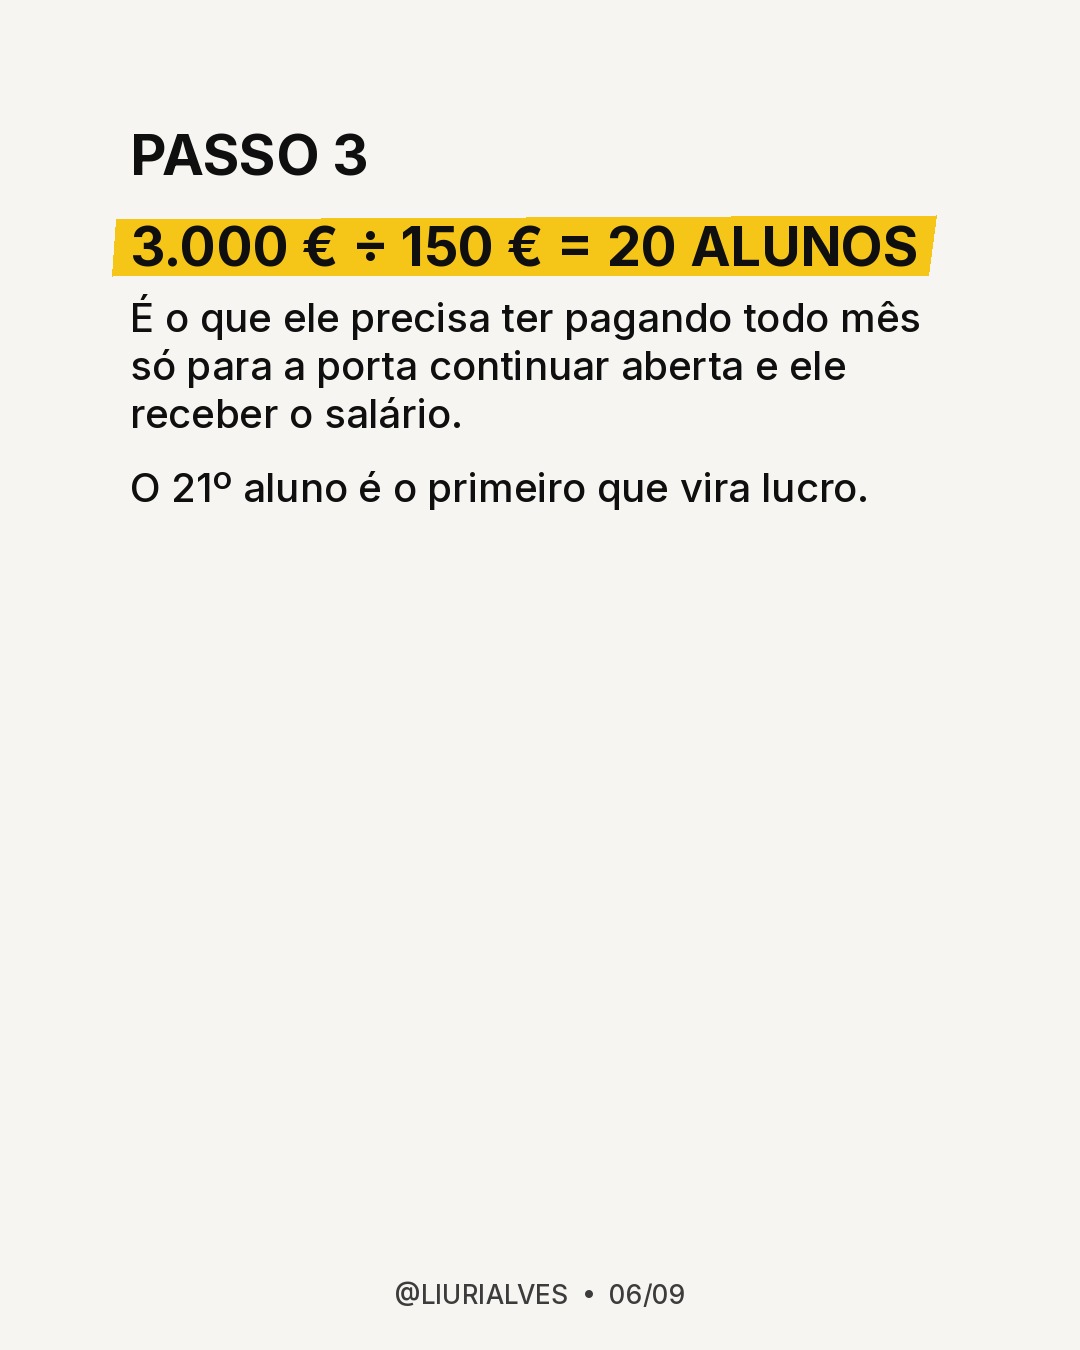 PASSO 3
3.000 € ÷ 150 € = 20 ALUNOS
É o que ele precisa ter pagando todo mês
só para a porta continuar aberta e ele
receber o salário.
O 21º aluno é o primeiro que vira lucro.
@LIURIALVES • 06/09